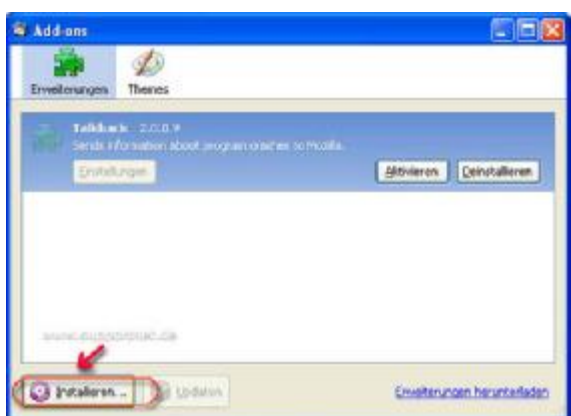 Add-ons
Erweiterungen Themes
Talkback 2.0.0.9
Sends information about program crashes to Mozilla.
Einstellungen Aktivieren Deinstallieren
Installieren... Updaten Erweiterungen herunterladen